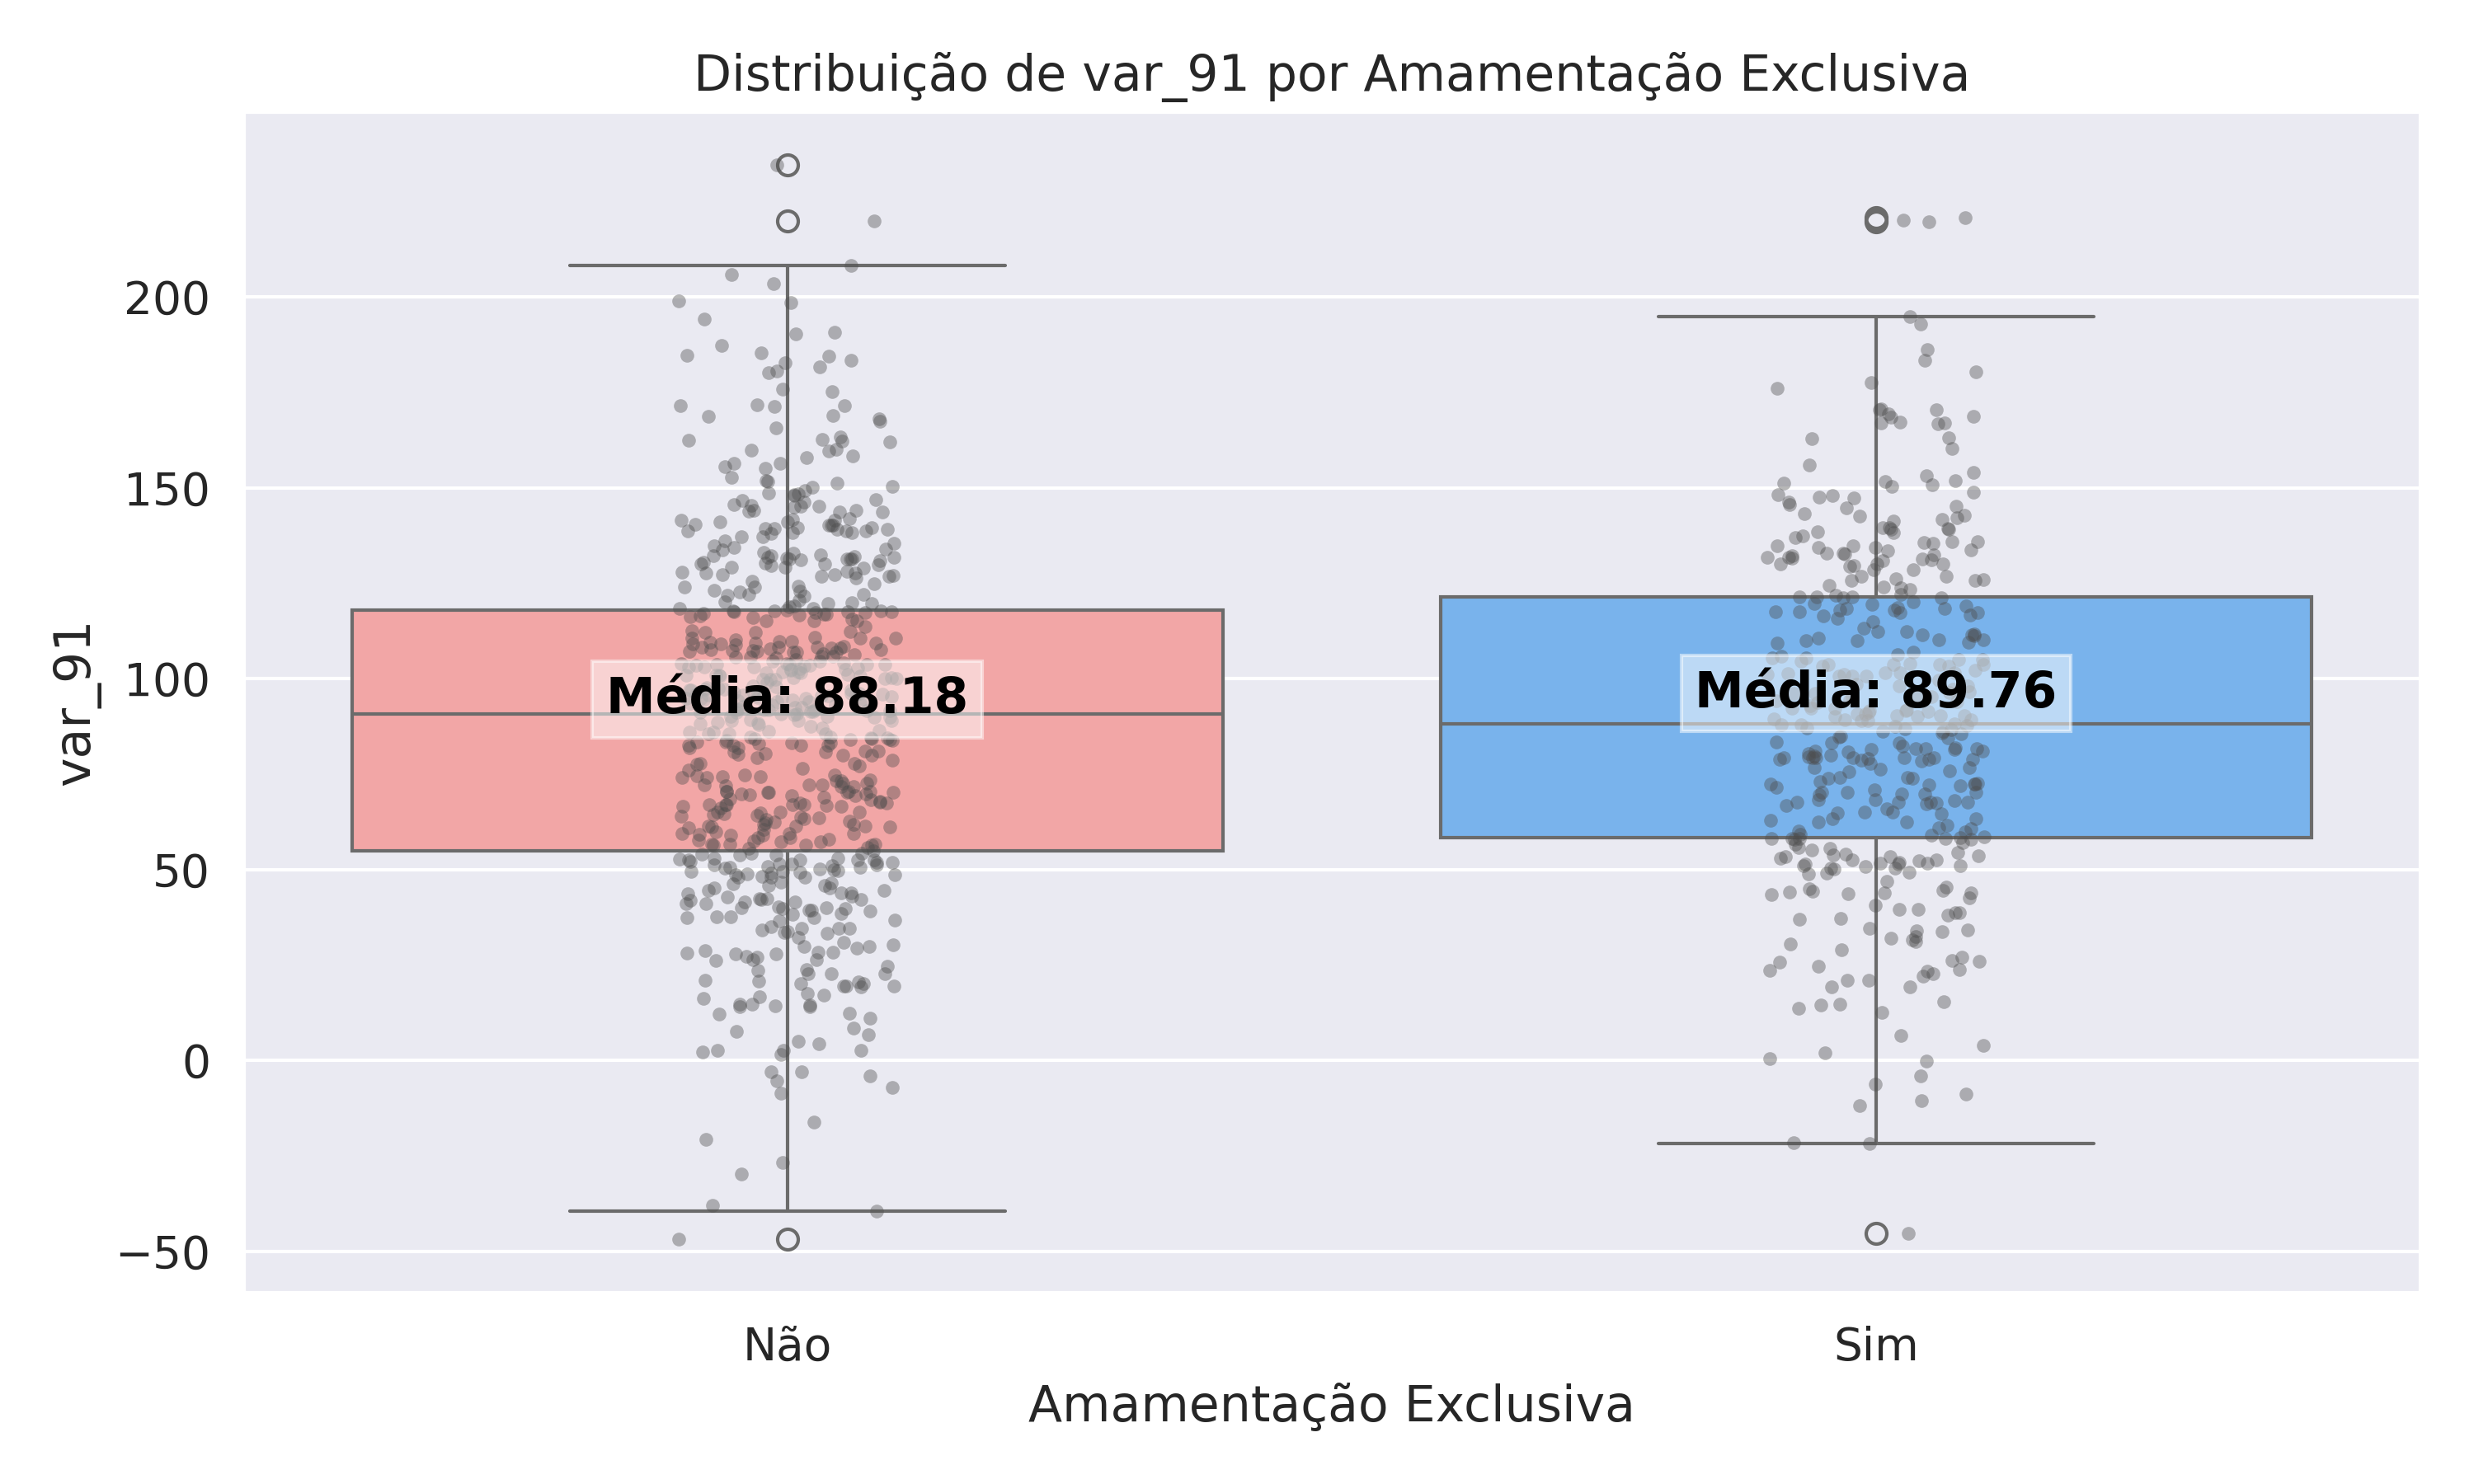 Distribuição de var_91 por Amamentação Exclusiva
var_91
200
150
100
50
0
−50
Média: 88.18
Média: 89.76
Não
Sim
Amamentação Exclusiva